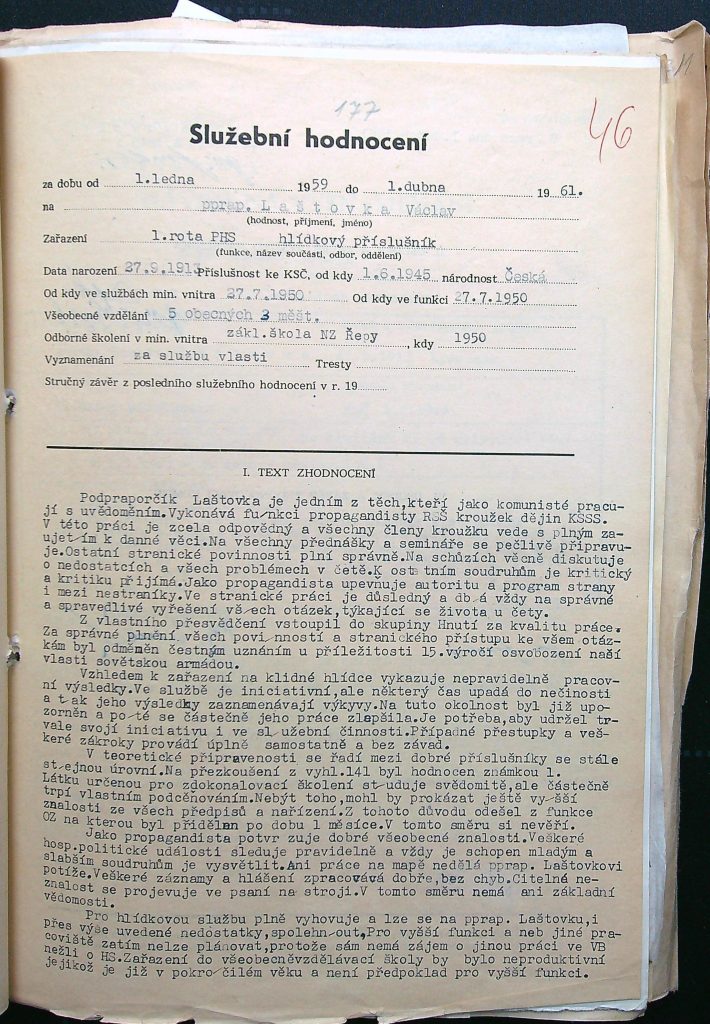 177
46
Služební hodnocení
za dobu od 1.ledna 1959 do 1.dubna 1961.
na pprap. Laštovka Václav
(hodnost, příjmení, jméno)
Zařazení 1.rota PHS hlídkový příslušník
(funkce, název součásti, odbor, oddělení)
Data narození 27.9.1913 Příslušnost ke KSČ, od kdy 1.6.1945 národnost Česká
Od kdy ve službách min. vnitra 27.7.1950 Od kdy ve funkci 27.7.1950
Všeobecné vzdělání 5 obecných 3 měšt.
Odborné školení v min. vnitra zákl.škola NZ Řepy , kdy 1950
Vyznamenání za službu vlasti Tresty
Stručný závěr z posledního služebního hodnocení v r. 19
I. TEXT ZHODNOCENÍ
Podpraporčík Laštovka je jedním z těch,kteří jako komunisté pracu-
jí s uvědoměním.Vykonává funkci propagandisty RSŠ kroužek dějin KSSS.
V této práci je zcela odpovědný a všechny členy kroužku vede s plným za-
ujetím k danné věci.Na všechny přednášky a semináře se pečlivě připravu-
je.Ostatní stranické povinnosti plní správně.Na schůzích věcně diskutuje
o nedostatcích a všech problémech v četě.K ostatním soudruhům je kritický
a kritiku přijímá.Jako propagandista upevňuje autoritu a program strany
i mezi nestraníky.Ve stranické práci je důsledný a dbá vždy na správné
a spravedlivé vyřešení všech otázek,týkající se života u čety.
Z vlastního přesvědčení vstoupil do skupiny Hnutí za kvalitu práce.
Za správné plnění všech povinností a stranického přístupu ke všem otáz-
kám byl odměněn čestným uznáním u příležitosti 15.výročí osvobození naší
vlasti sovětskou armádou.
Vzhledem k zařazení na klidné hlídce vykazuje nepravidelně pracov-
ní výsledky.Ve službě je iniciativní,ale některý čas upadá do nečinosti
a tak jeho výsledky zaznamenávají výkyvy.Na tuto okolnost byl již upo-
zorněn a poté se částečně jeho práce zlepšila.Je potřeba,aby udržel tr-
vale svojí iniciativu i ve služební činnosti.Případné přestupky a veš-
keré zákroky provádí úplně samostatně a bez závad.
V teoretické připravenosti se řadí mezi dobré příslušníky se stále
stejnou úrovní.Na přezkoušení z vyhl.141 byl hodnocen známkou 1.
Látku určenou pro zdokonalovací školení studuje svědomitě,ale částečně
trpí vlastním podceňováním.Nebýt toho,mohl by prokázat ještě vyšší
znalosti ze všech předpisů a nařízení.Z tohoto důvodu odešel z funkce
OZ na kterou byl přidělen po dobu 1 měsíce.V tomto směru si nevěří.
Jako propagandista potvrzuje dobré všeobecné znalosti.Veškeré
hosp.politické události sleduje pravidelně a vždy je schopen mladým a
slabším soudruhům je vysvětlit.Ani práce na mapě nedělá pprap. Laštovkovi
potíže.Veškeré záznamy a hlášení zpracovává dobře,bez chyb.Citelná ne-
znalost se projevuje ve psaní na stroji.V tomto směru nemá ani základní
vědomosti.
Pro hlídkovou službu plně vyhovuje a lze se na pprap. Laštovku,i
přes výše uvedené nedostatky,spolehnout,Pro vyšší funkci a neb jiné pra-
coviště zatím nelze plánovat,protože sám nemá zájem o jinou práci ve VB
nežli o HS.Zařazení do všeobecněvzdělávací školy by bylo neproduktivní
jejikož je již v pokročilém věku a není předpoklad pro vyšší funkci.